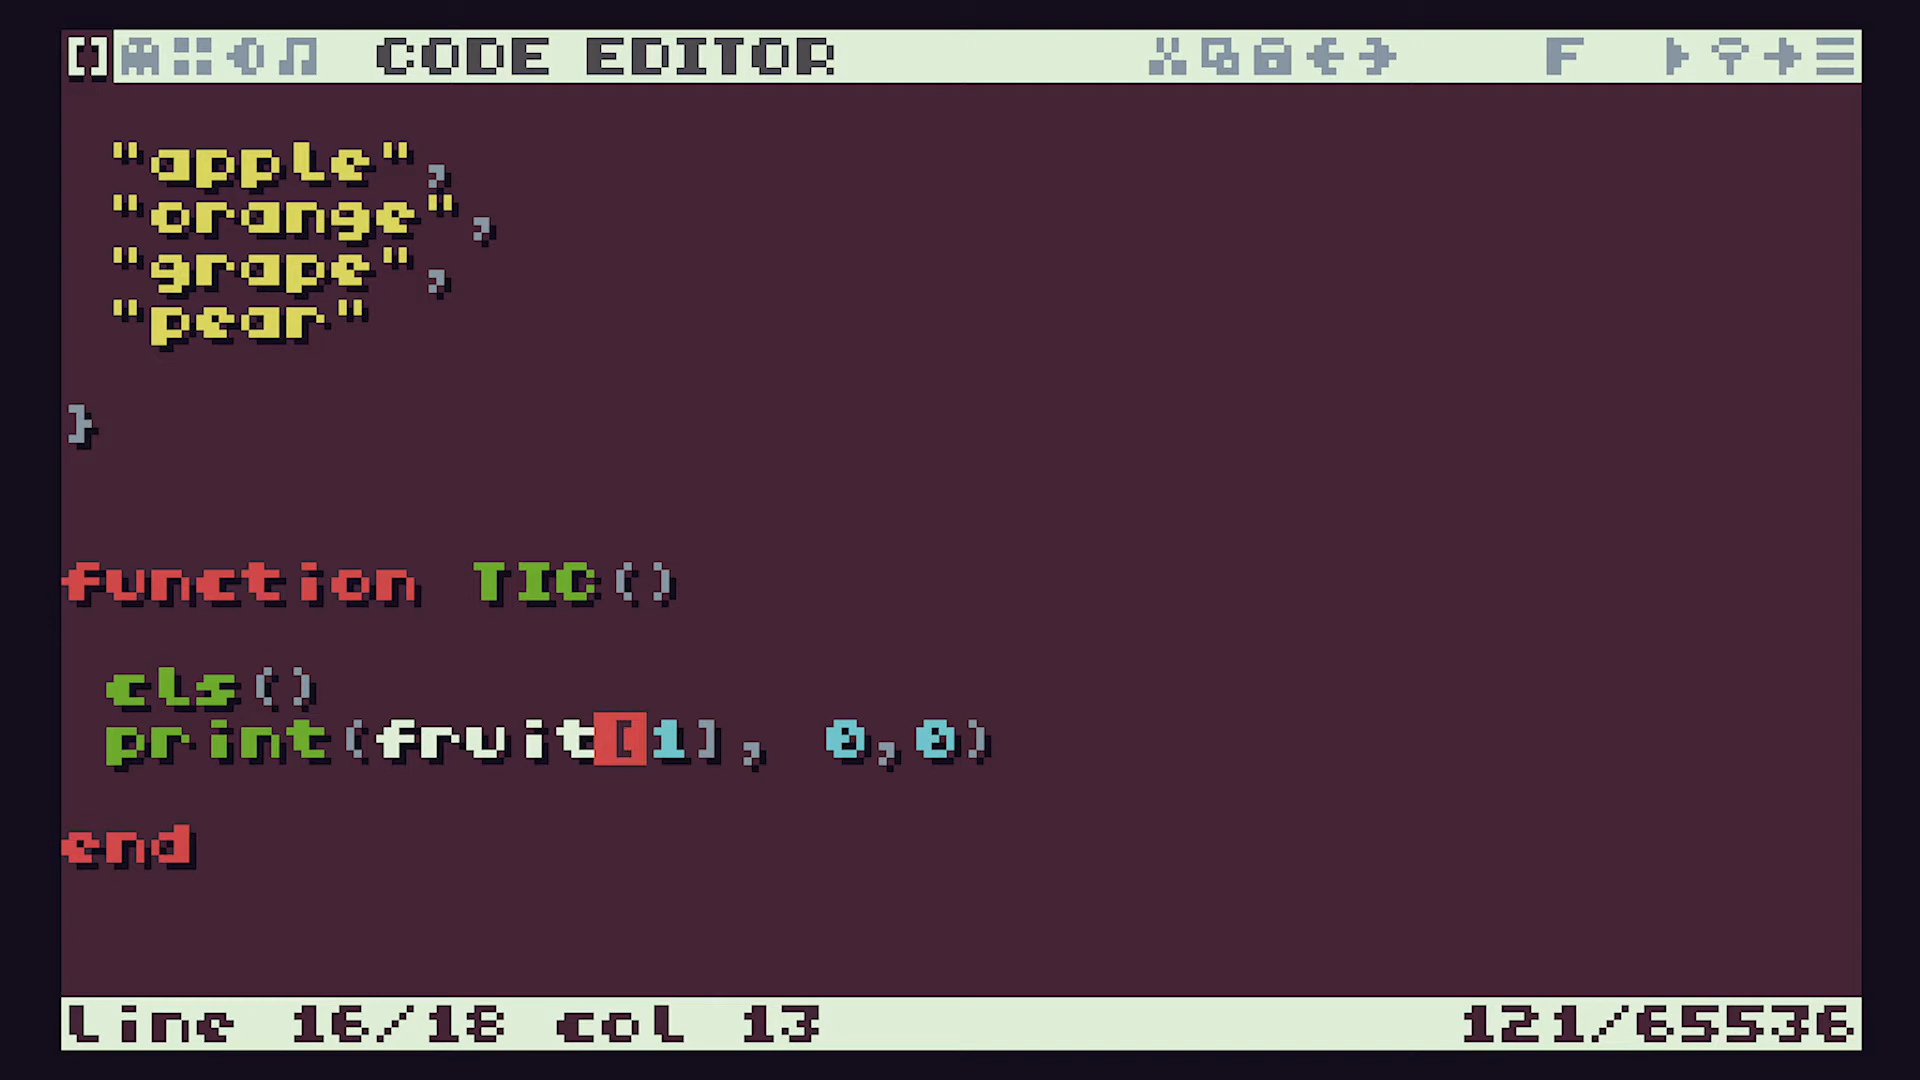 CODE EDITOR F
"apple",
"orange",
"grape",
"pear"
}
function TIC()
cls()
print(fruit[1], 0,0)
end
line 16/18 col 13 121/65536